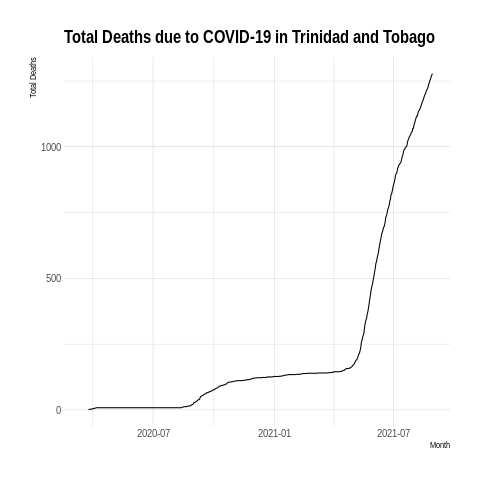 Total Deaths due to COVID-19 in Trinidad and Tobago
Total Deaths
1000
500
0
2020-07
2021-01
2021-07
Month